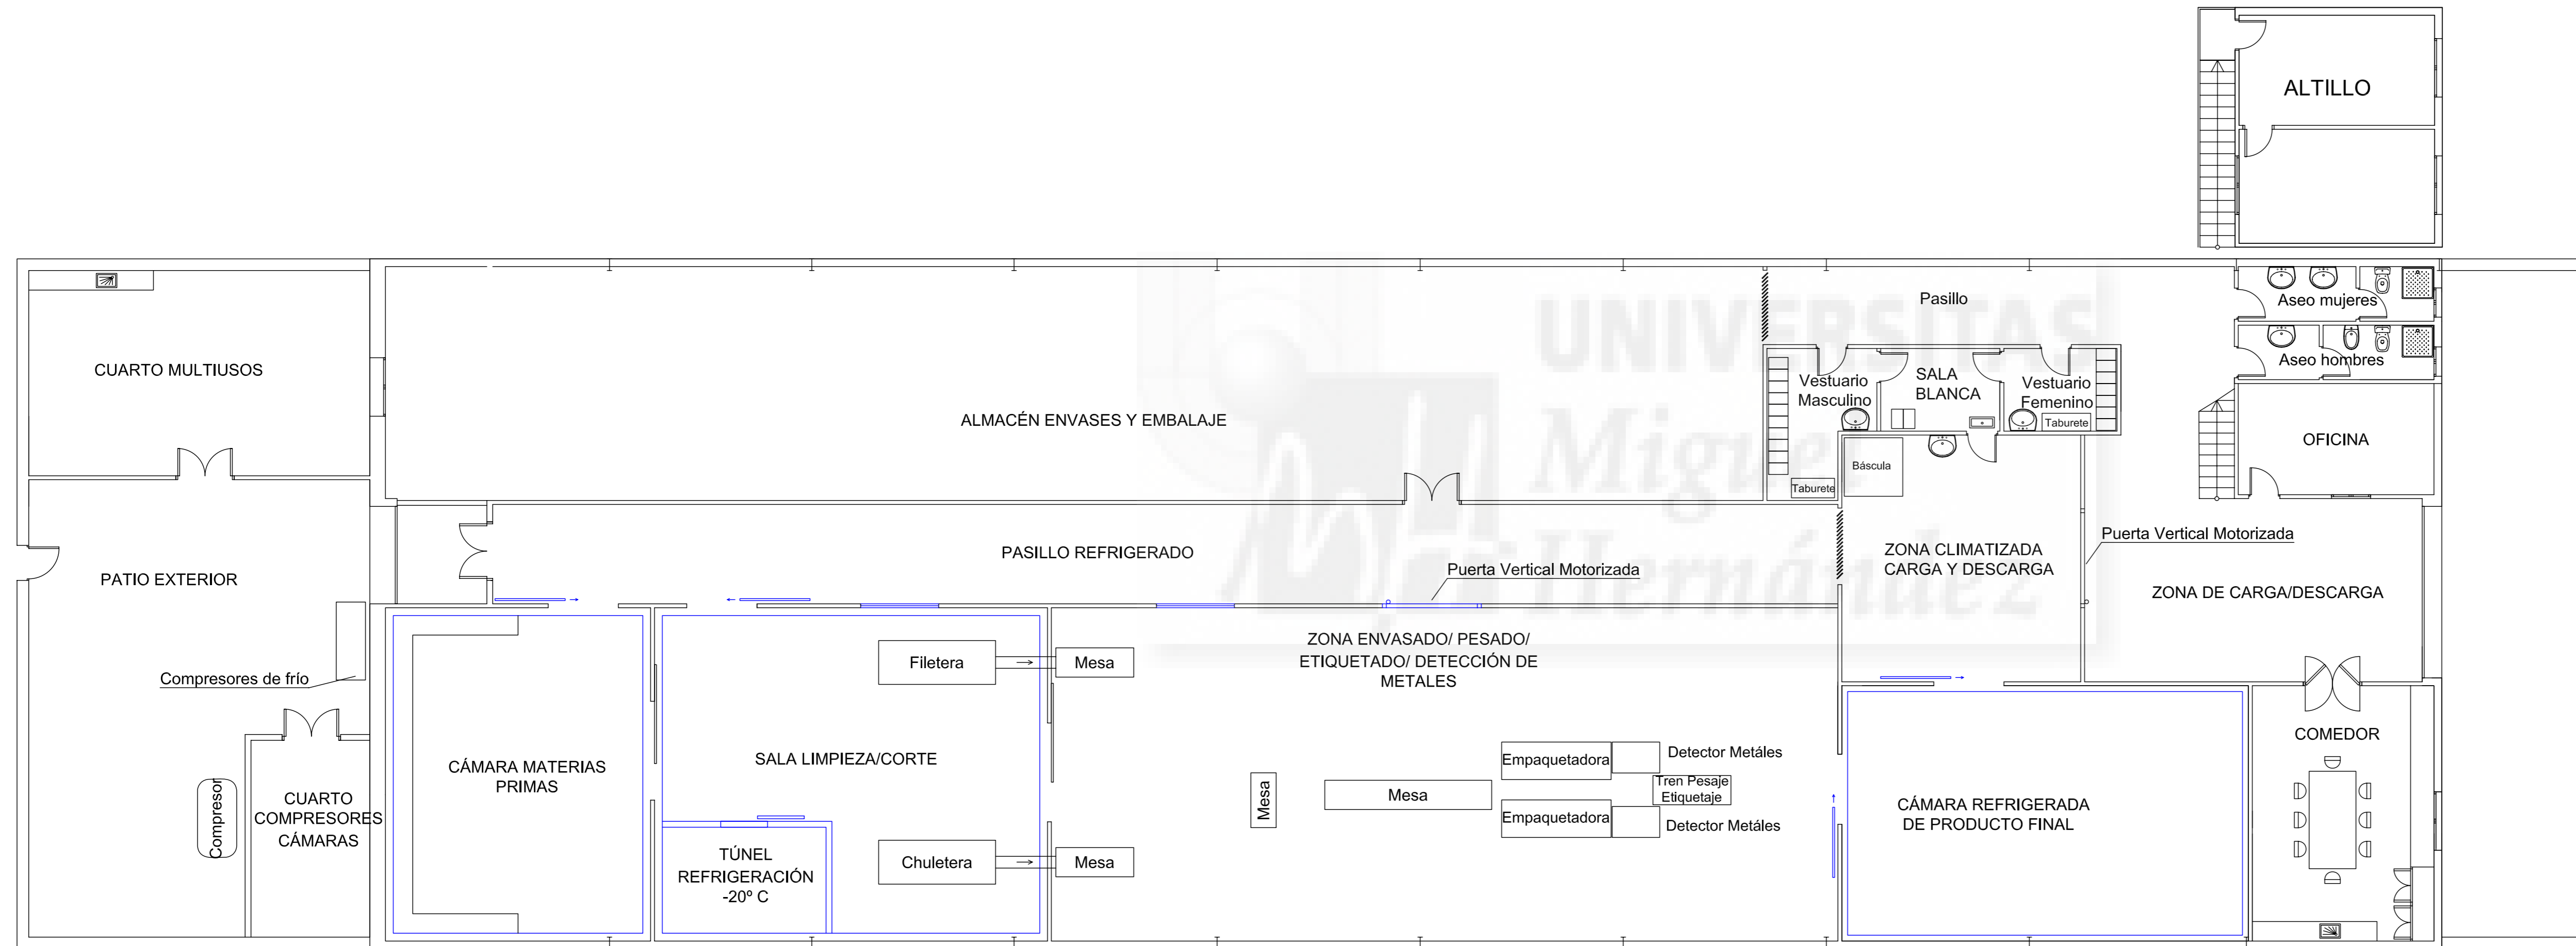 ALTILLO
Pasillo
Aseo mujeres
Aseo hombres
CUARTO MULTIUSOS
ALMACÉN ENVASES Y EMBALAJE
Vestuario
Masculino
SALA
BLANCA
Vestuario
Femenino
Taburete
Taburete
Báscula
OFICINA
UNIVERSITAS
Miguel
Hernández
PATIO EXTERIOR
PASILLO REFRIGERADO
Puerta Vertical Motorizada
ZONA CLIMATIZADA
CARGA Y DESCARGA
Puerta Vertical Motorizada
ZONA DE CARGA/DESCARGA
Compresores de frío
Filetera
Mesa
ZONA ENVASADO/ PESADO/
ETIQUETADO/ DETECCIÓN DE
METALES
CÁMARA MATERIAS
PRIMAS
SALA LIMPIEZA/CORTE
Empaquetadora
Detector Metáles
Tren Pesaje
Etiquetaje
Mesa
Mesa
Empaquetadora
Detector Metáles
CÁMARA REFRIGERADA
DE PRODUCTO FINAL
COMEDOR
Compresor
CUARTO
COMPRESORES
CÁMARAS
TÚNEL
REFRIGERACIÓN
-20º C
Chuletera
Mesa